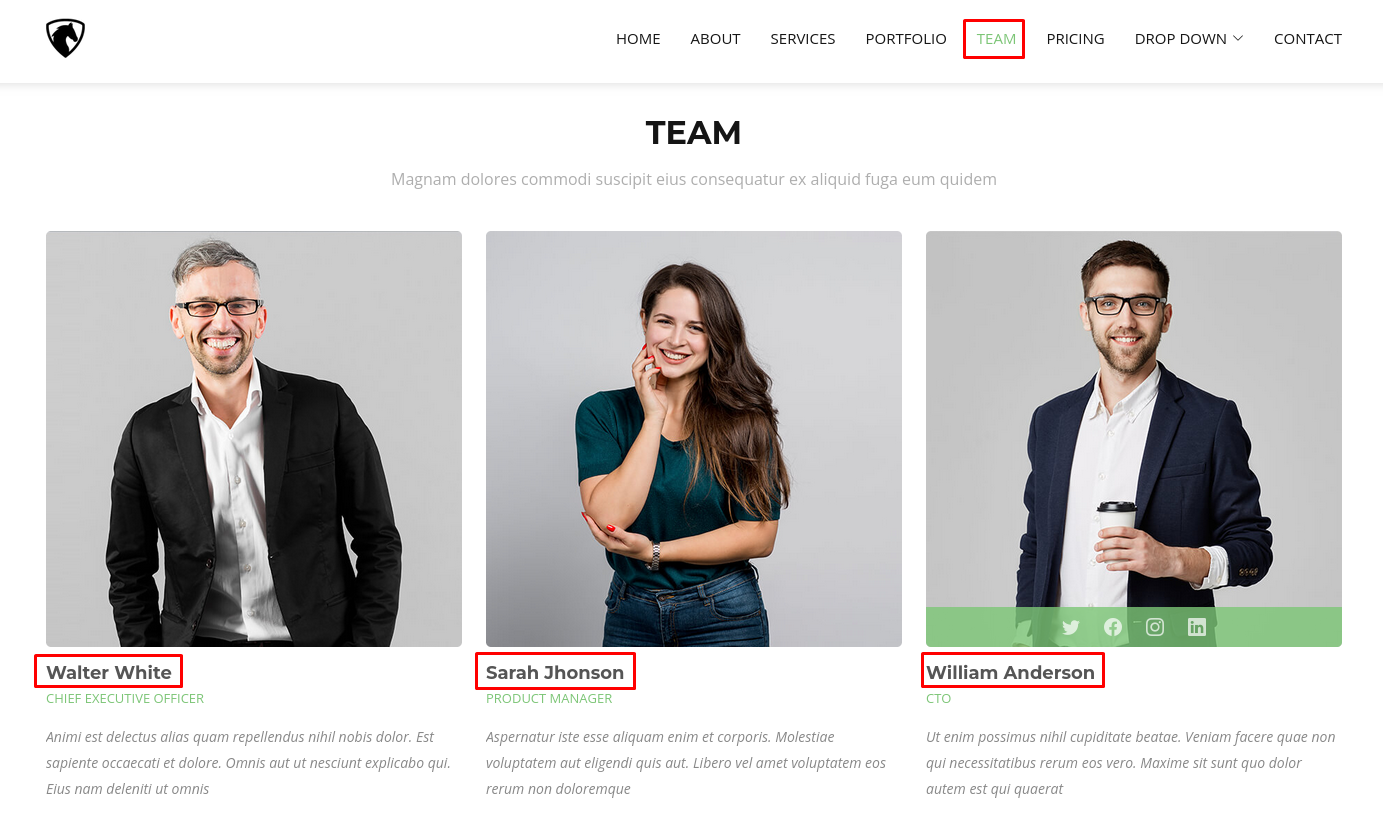 HOME ABOUT SERVICES PORTFOLIO TEAM PRICING DROP DOWN CONTACT
TEAM
Magnam dolores commodi suscipit eius consequatur ex aliquid fuga eum quidem
Walter White
CHIEF EXECUTIVE OFFICER
Animi est delectus alias quam repellendus nihil nobis dolor. Est
sapiente occaecati et dolore. Omnis aut ut nesciunt explicabo qui.
Eius nam deleniti ut omnis
Sarah Jhonson
PRODUCT MANAGER
Aspernatur iste esse aliquam enim et corporis. Molestiae
voluptatem aut eligendi quis aut. Libero vel amet voluptatem eos
rerum non doloremque
William Anderson
CTO
Ut enim possimus nihil cupiditate beatae. Veniam facere quae non
qui necessitatibus rerum eos vero. Maxime sit sunt quo dolor
autem est qui quaerat